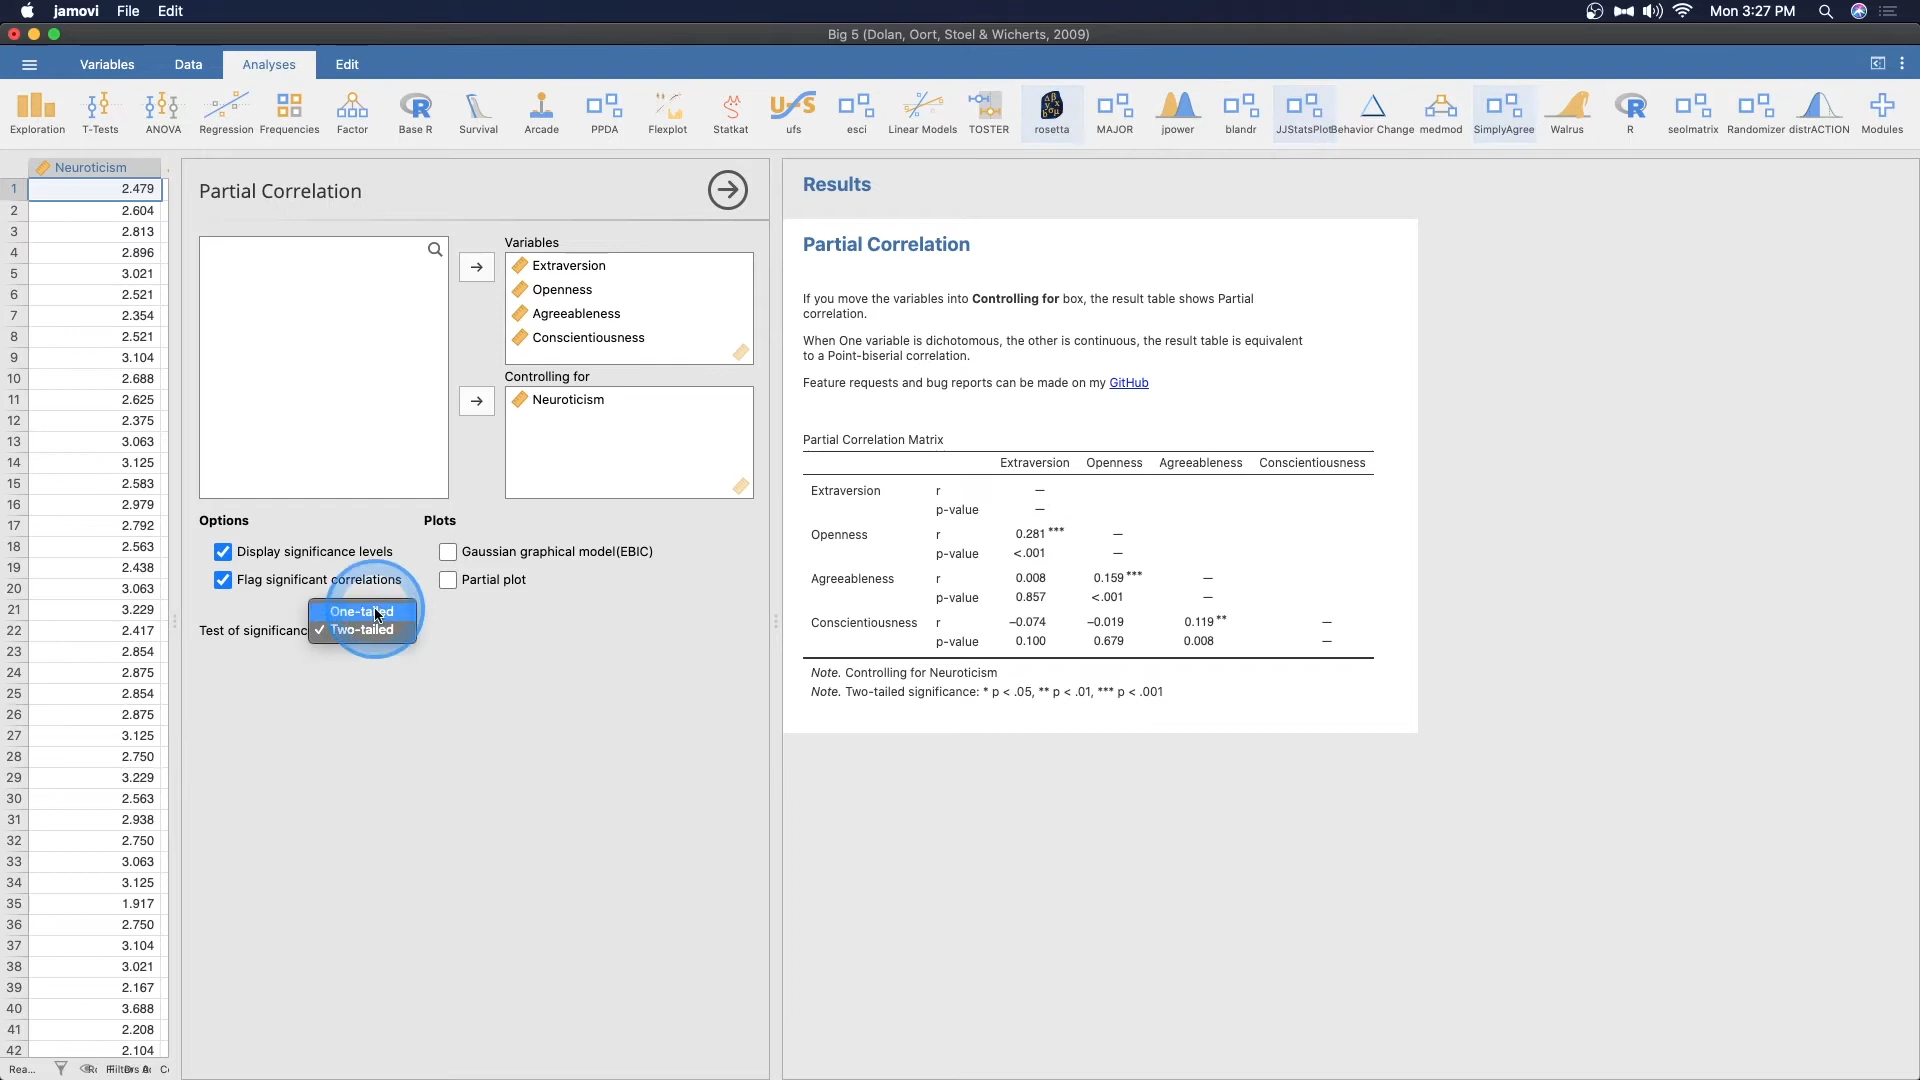 jamovi File Edit
Mon 3:27 PM
Big 5 (Dolan, Oort, Stoel & Wicherts, 2009)
Variables Data Analyses Edit
Exploration T-Tests ANOVA Regression Frequencies Factor Base R Survival Arcade PPDA Flexplot Statkat ufs esci Linear Models TOSTER rosetta MAJOR jpower blandr JJStatsPlot Behavior Change medmod SimplyAgree Walrus R seolmatrix Randomizer distrACTION Modules
Neuroticism
1 2.479
2 2.604
3 2.813
4 2.896
5 3.021
6 2.521
7 2.354
8 2.521
9 3.104
10 2.688
11 2.625
12 2.375
13 3.063
14 3.125
15 2.583
16 2.979
17 2.792
18 2.563
19 2.438
20 3.063
21 3.229
22 2.417
23 2.854
24 2.875
25 2.854
26 2.875
27 3.125
28 2.750
29 3.229
30 2.563
31 2.938
32 2.750
33 3.063
34 3.125
35 1.917
36 2.750
37 3.104
38 3.021
39 2.167
40 3.688
41 2.208
42 2.104
Rea...
Partial Correlation
Variables
Extraversion
Openness
Agreeableness
Conscientiousness
Controlling for
Neuroticism
Options Plots
Display significance levels Gaussian graphical model(EBIC)
Flag significant correlations Partial plot
One-tailed
Test of significanc ✓ Two-tailed
Results
Partial Correlation
If you move the variables into Controlling for box, the result table shows Partial
correlation.
When One variable is dichotomous, the other is continuous, the result table is equivalent
to a Point-biserial correlation.
Feature requests and bug reports can be made on my GitHub
Partial Correlation Matrix
Extraversion Openness Agreeableness Conscientiousness
Extraversion r —
p-value —
Openness r 0.281 *** —
p-value <.001 —
Agreeableness r 0.008 0.159 *** —
p-value 0.857 <.001 —
Conscientiousness r −0.074 −0.019 0.119 ** —
p-value 0.100 0.679 0.008 —
Note. Controlling for Neuroticism
Note. Two-tailed significance: * p < .05, ** p < .01, *** p < .001